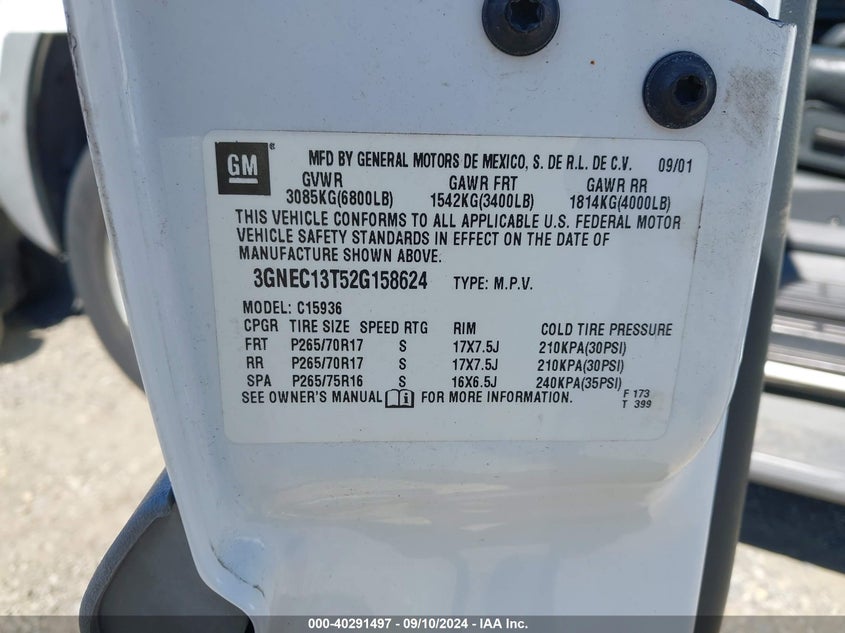 GM® MFD BY GENERAL MOTORS DE MEXICO, S. DE R.L. DE C.V. 09/01
GVWR GAWR FRT GAWR RR
3085KG(6800LB) 1542KG(3400LB) 1814KG(4000LB)
THIS VEHICLE CONFORMS TO ALL APPLICABLE U.S. FEDERAL MOTOR
VEHICLE SAFETY STANDARDS IN EFFECT ON THE DATE OF
MANUFACTURE SHOWN ABOVE.
3GNEC13T52G158624 TYPE: M.P.V.
MODEL: C15936
CPGR TIRE SIZE SPEED RTG RIM COLD TIRE PRESSURE
FRT P265/70R17 S 17X7.5J 210KPA(30PSI)
RR P265/70R17 S 17X7.5J 210KPA(30PSI)
SPA P265/75R16 S 16X6.5J 240KPA(35PSI)
SEE OWNER'S MANUAL FOR MORE INFORMATION. F 173
T 399
000-40291497 - 09/10/2024 - IAA Inc.